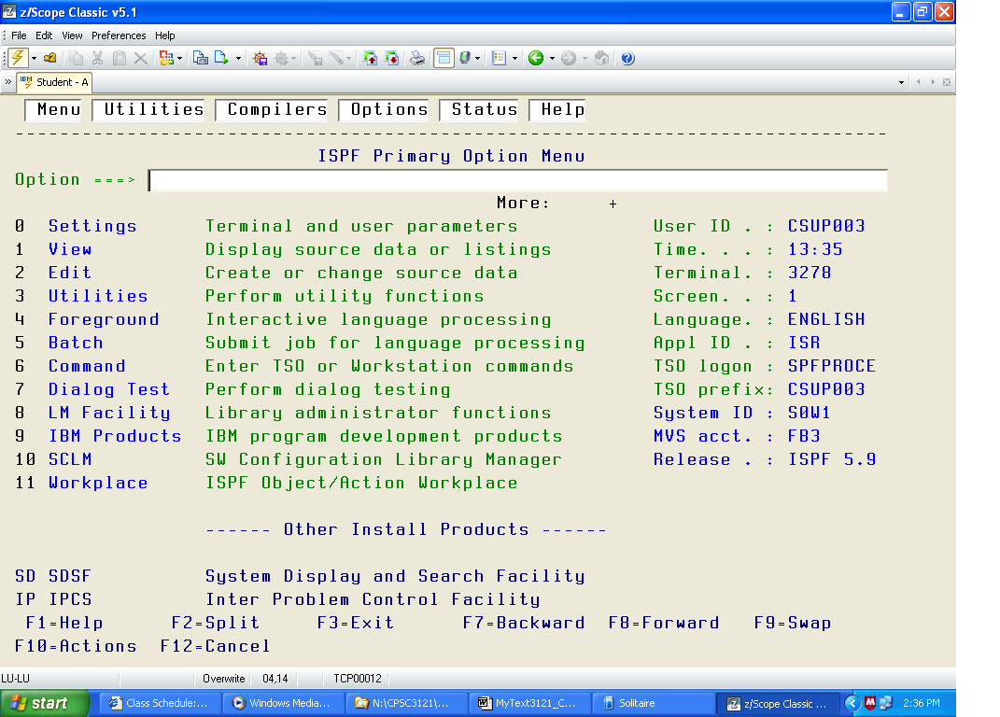 z/Scope Classic v5.1
File Edit View Preferences Help
» IBM Student - A
Menu Utilities Compilers Options Status Help
------------------------------------------------------------------------------
ISPF Primary Option Menu
Option ===>
More: +
0 Settings Terminal and user parameters User ID . : CSUP003
1 View Display source data or listings Time. . . : 13:35
2 Edit Create or change source data Terminal. : 3278
3 Utilities Perform utility functions Screen. . : 1
4 Foreground Interactive language processing Language. : ENGLISH
5 Batch Submit job for language processing Appl ID . : ISR
6 Command Enter TSO or Workstation commands TSO logon : SPFPROCE
7 Dialog Test Perform dialog testing TSO prefix: CSUP003
8 LM Facility Library administrator functions System ID : S0W1
9 IBM Products IBM program development products MVS acct. : FB3
10 SCLM SW Configuration Library Manager Release . : ISPF 5.9
11 Workplace ISPF Object/Action Workplace
------ Other Install Products ------
SD SDSF System Display and Search Facility
IP IPCS Inter Problem Control Facility
F1=Help F2=Split F3=Exit F7=Backward F8=Forward F9=Swap
F10=Actions F12=Cancel
LU-LU Overwrite 04,14 TCP00012
start Class Schedule:... Windows Media... N:\CPSC3121\... MyText3121_C... Solitaire z/Scope Classic ... 2:36 PM